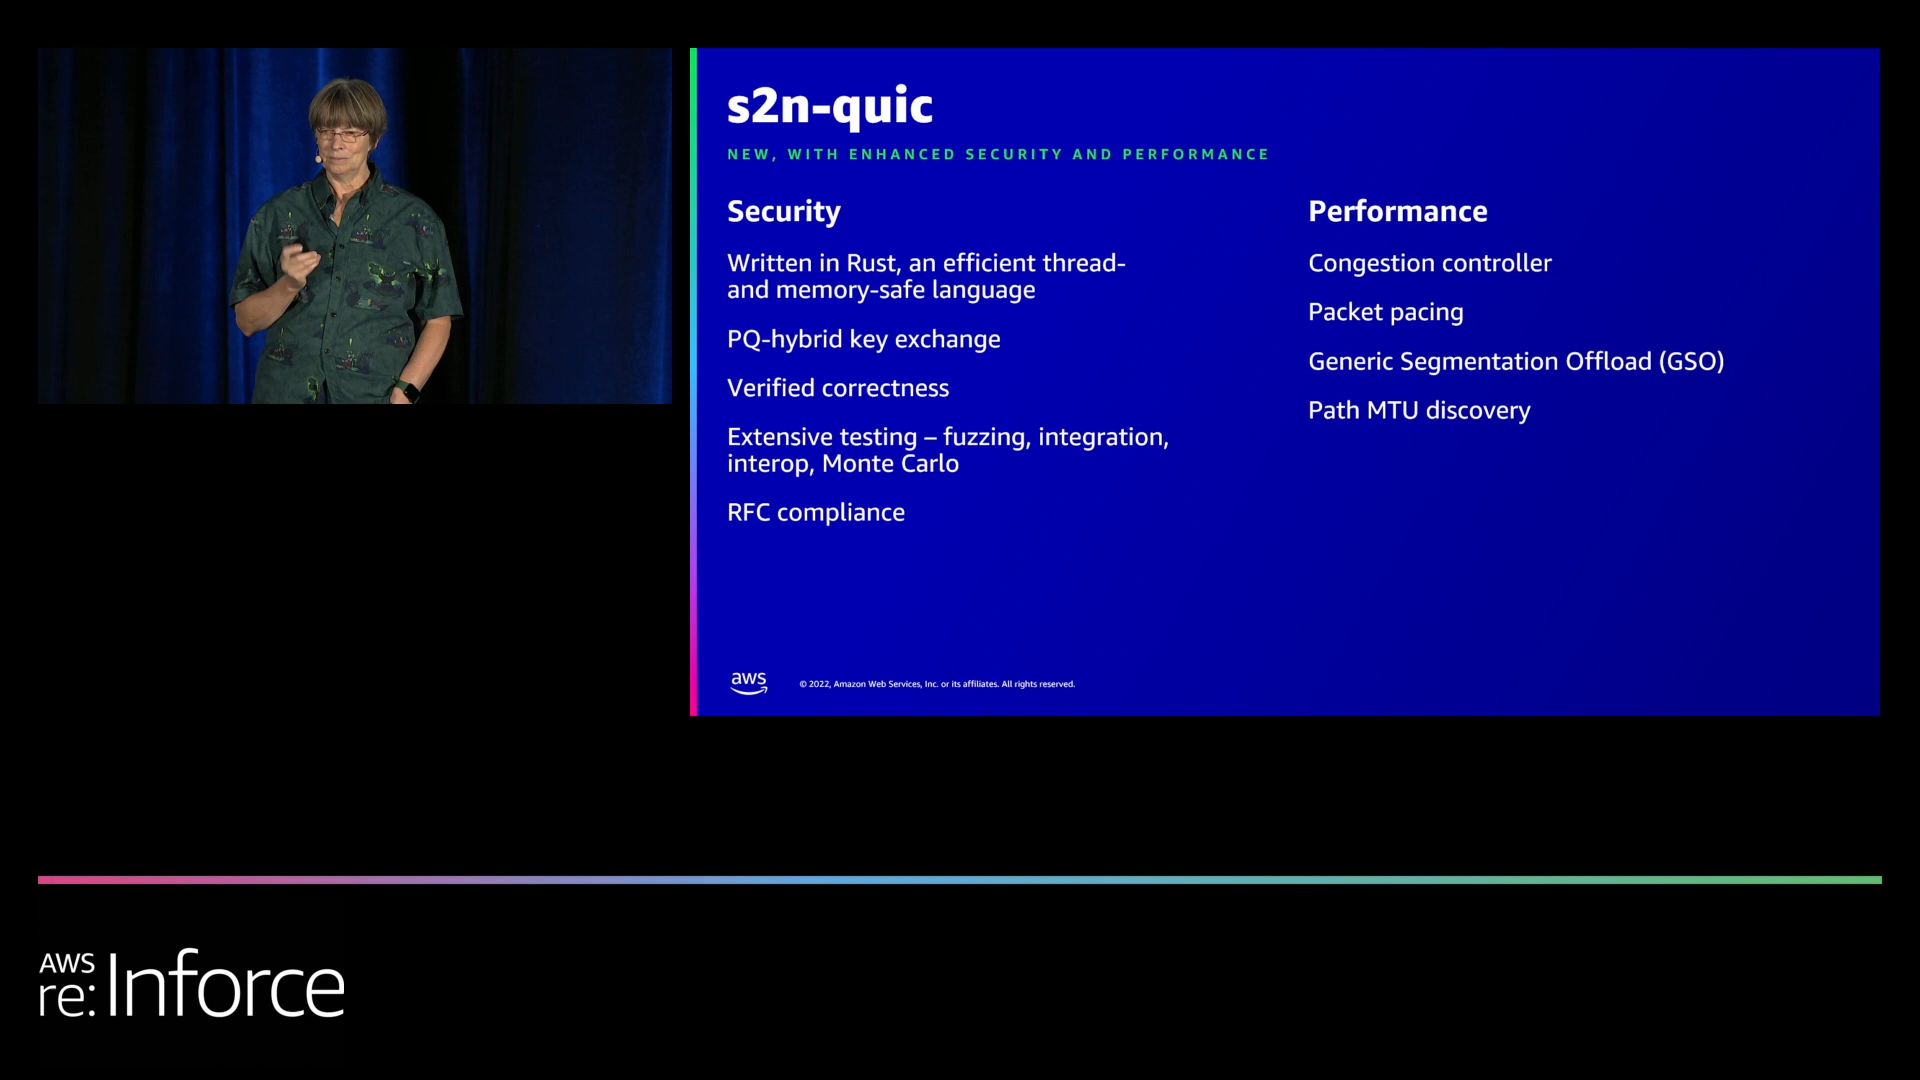 s2n-quic
NEW, WITH ENHANCED SECURITY AND PERFORMANCE
Security
Written in Rust, an efficient thread-
and memory-safe language
PQ-hybrid key exchange
Verified correctness
Extensive testing – fuzzing, integration,
interop, Monte Carlo
RFC compliance
Performance
Congestion controller
Packet pacing
Generic Segmentation Offload (GSO)
Path MTU discovery
aws
© 2022, Amazon Web Services, Inc. or its affiliates. All rights reserved.
AWS
re:Inforce